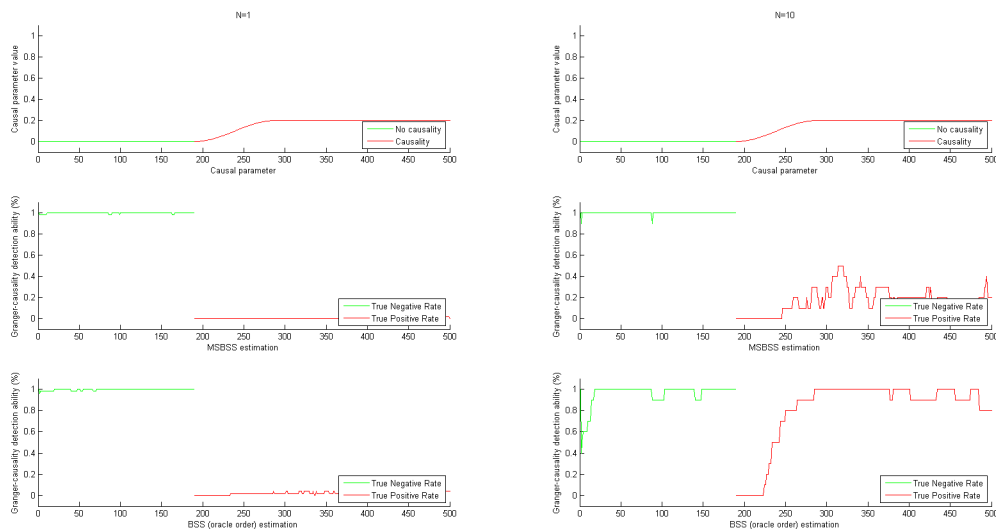 N=1
Causal parameter value
1
0.8
0.6
0.4
0.2
0
No causality
Causality
0 50 100 150 200 250 300 350 400 450 500
Causal parameter
Granger-causality detection ability (%)
1
0.8
0.6
0.4
0.2
0
True Negative Rate
True Positive Rate
0 50 100 150 200 250 300 350 400 450 500
MSBSS estimation
Granger-causality detection ability (%)
1
0.8
0.6
0.4
0.2
0
True Negative Rate
True Positive Rate
0 50 100 150 200 250 300 350 400 450 500
BSS (oracle order) estimation
N=10
Causal parameter value
1
0.8
0.6
0.4
0.2
0
No causality
Causality
0 50 100 150 200 250 300 350 400 450 500
Causal parameter
Granger-causality detection ability (%)
1
0.8
0.6
0.4
0.2
0
True Negative Rate
True Positive Rate
0 50 100 150 200 250 300 350 400 450 500
MSBSS estimation
Granger-causality detection ability (%)
1
0.8
0.6
0.4
0.2
0
True Negative Rate
True Positive Rate
0 50 100 150 200 250 300 350 400 450 500
BSS (oracle order) estimation